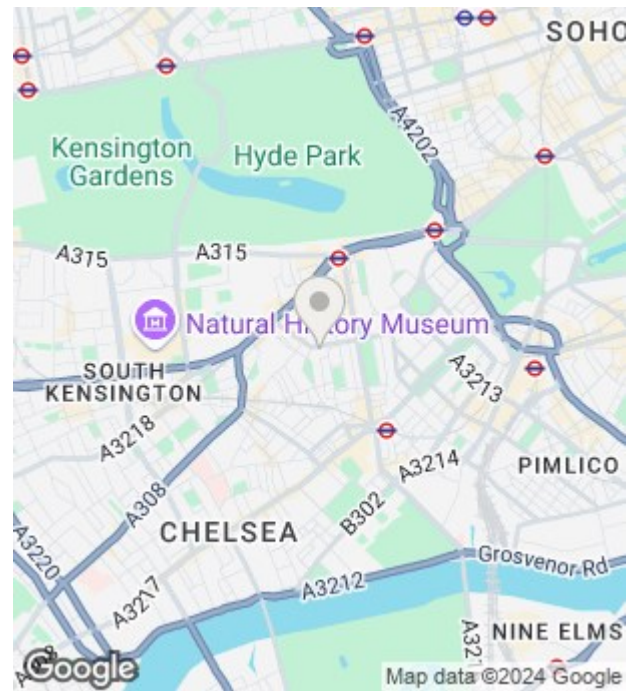 SOHO
A4202
Kensington
Gardens
Hyde Park
A315
A315
Natural History Museum
SOUTH
KENSINGTON
A3213
A3218
A3214
PIMLICO
A308
B302
CHELSEA
A3220
Grosvenor Rd
A3212
A3217
NINE ELMS
Google
Map data ©2024 Google